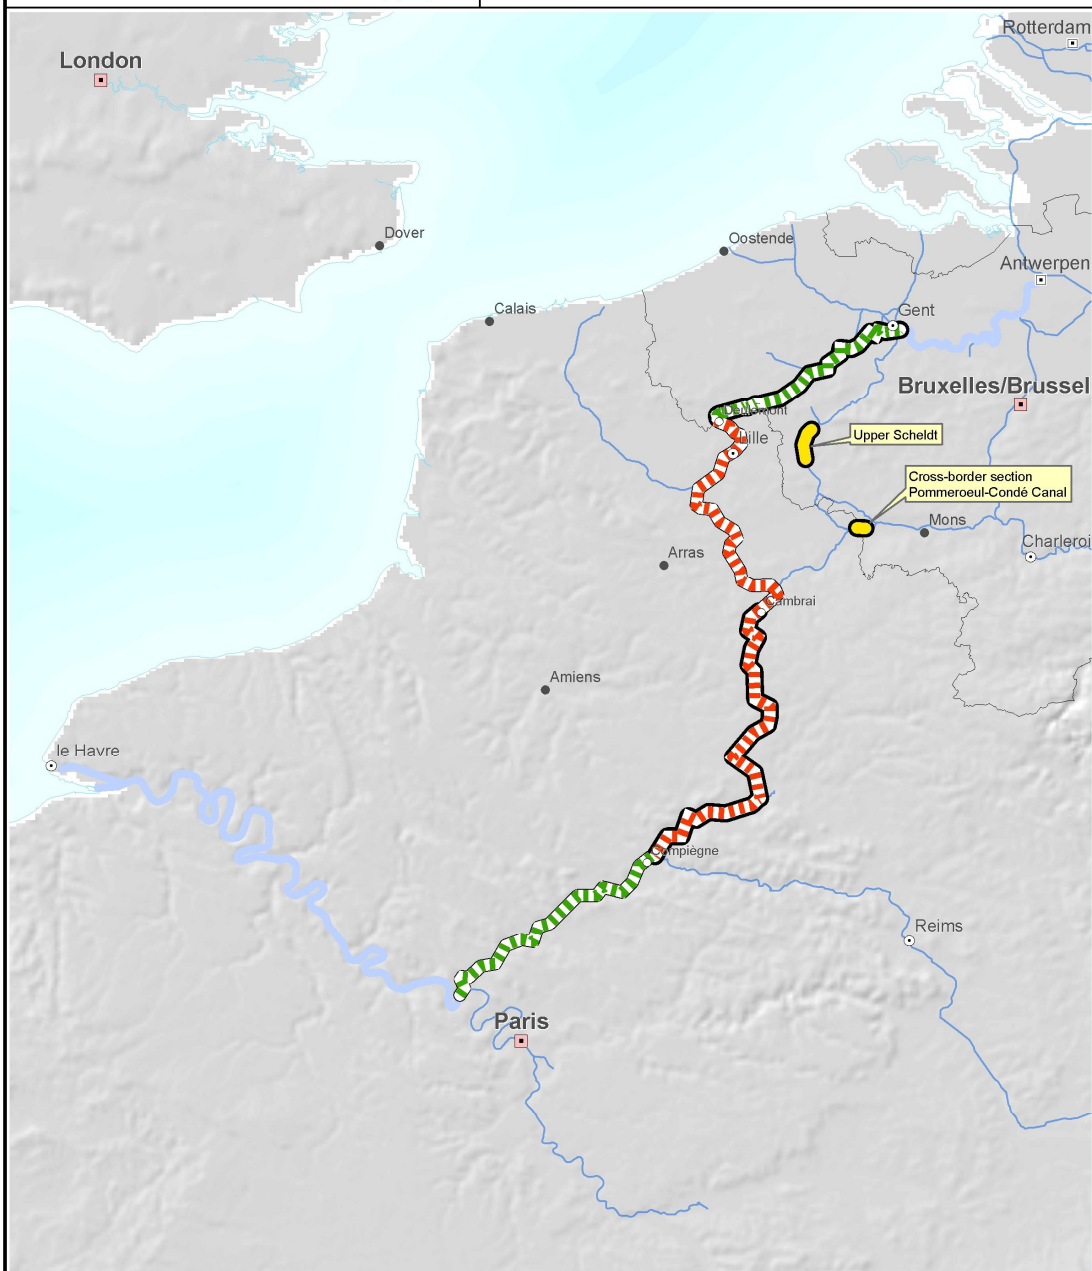 Rotterdam
London
Dover
Oostende
Antwerpen
Calais
Gent
Bruxelles/Brussel
Deulemont
Lille
Upper Scheldt
Cross-border section
Pommeroeul-Condé Canal
Mons
Charleroi
Arras
Cambrai
Amiens
le Havre
Compiègne
Reims
Paris